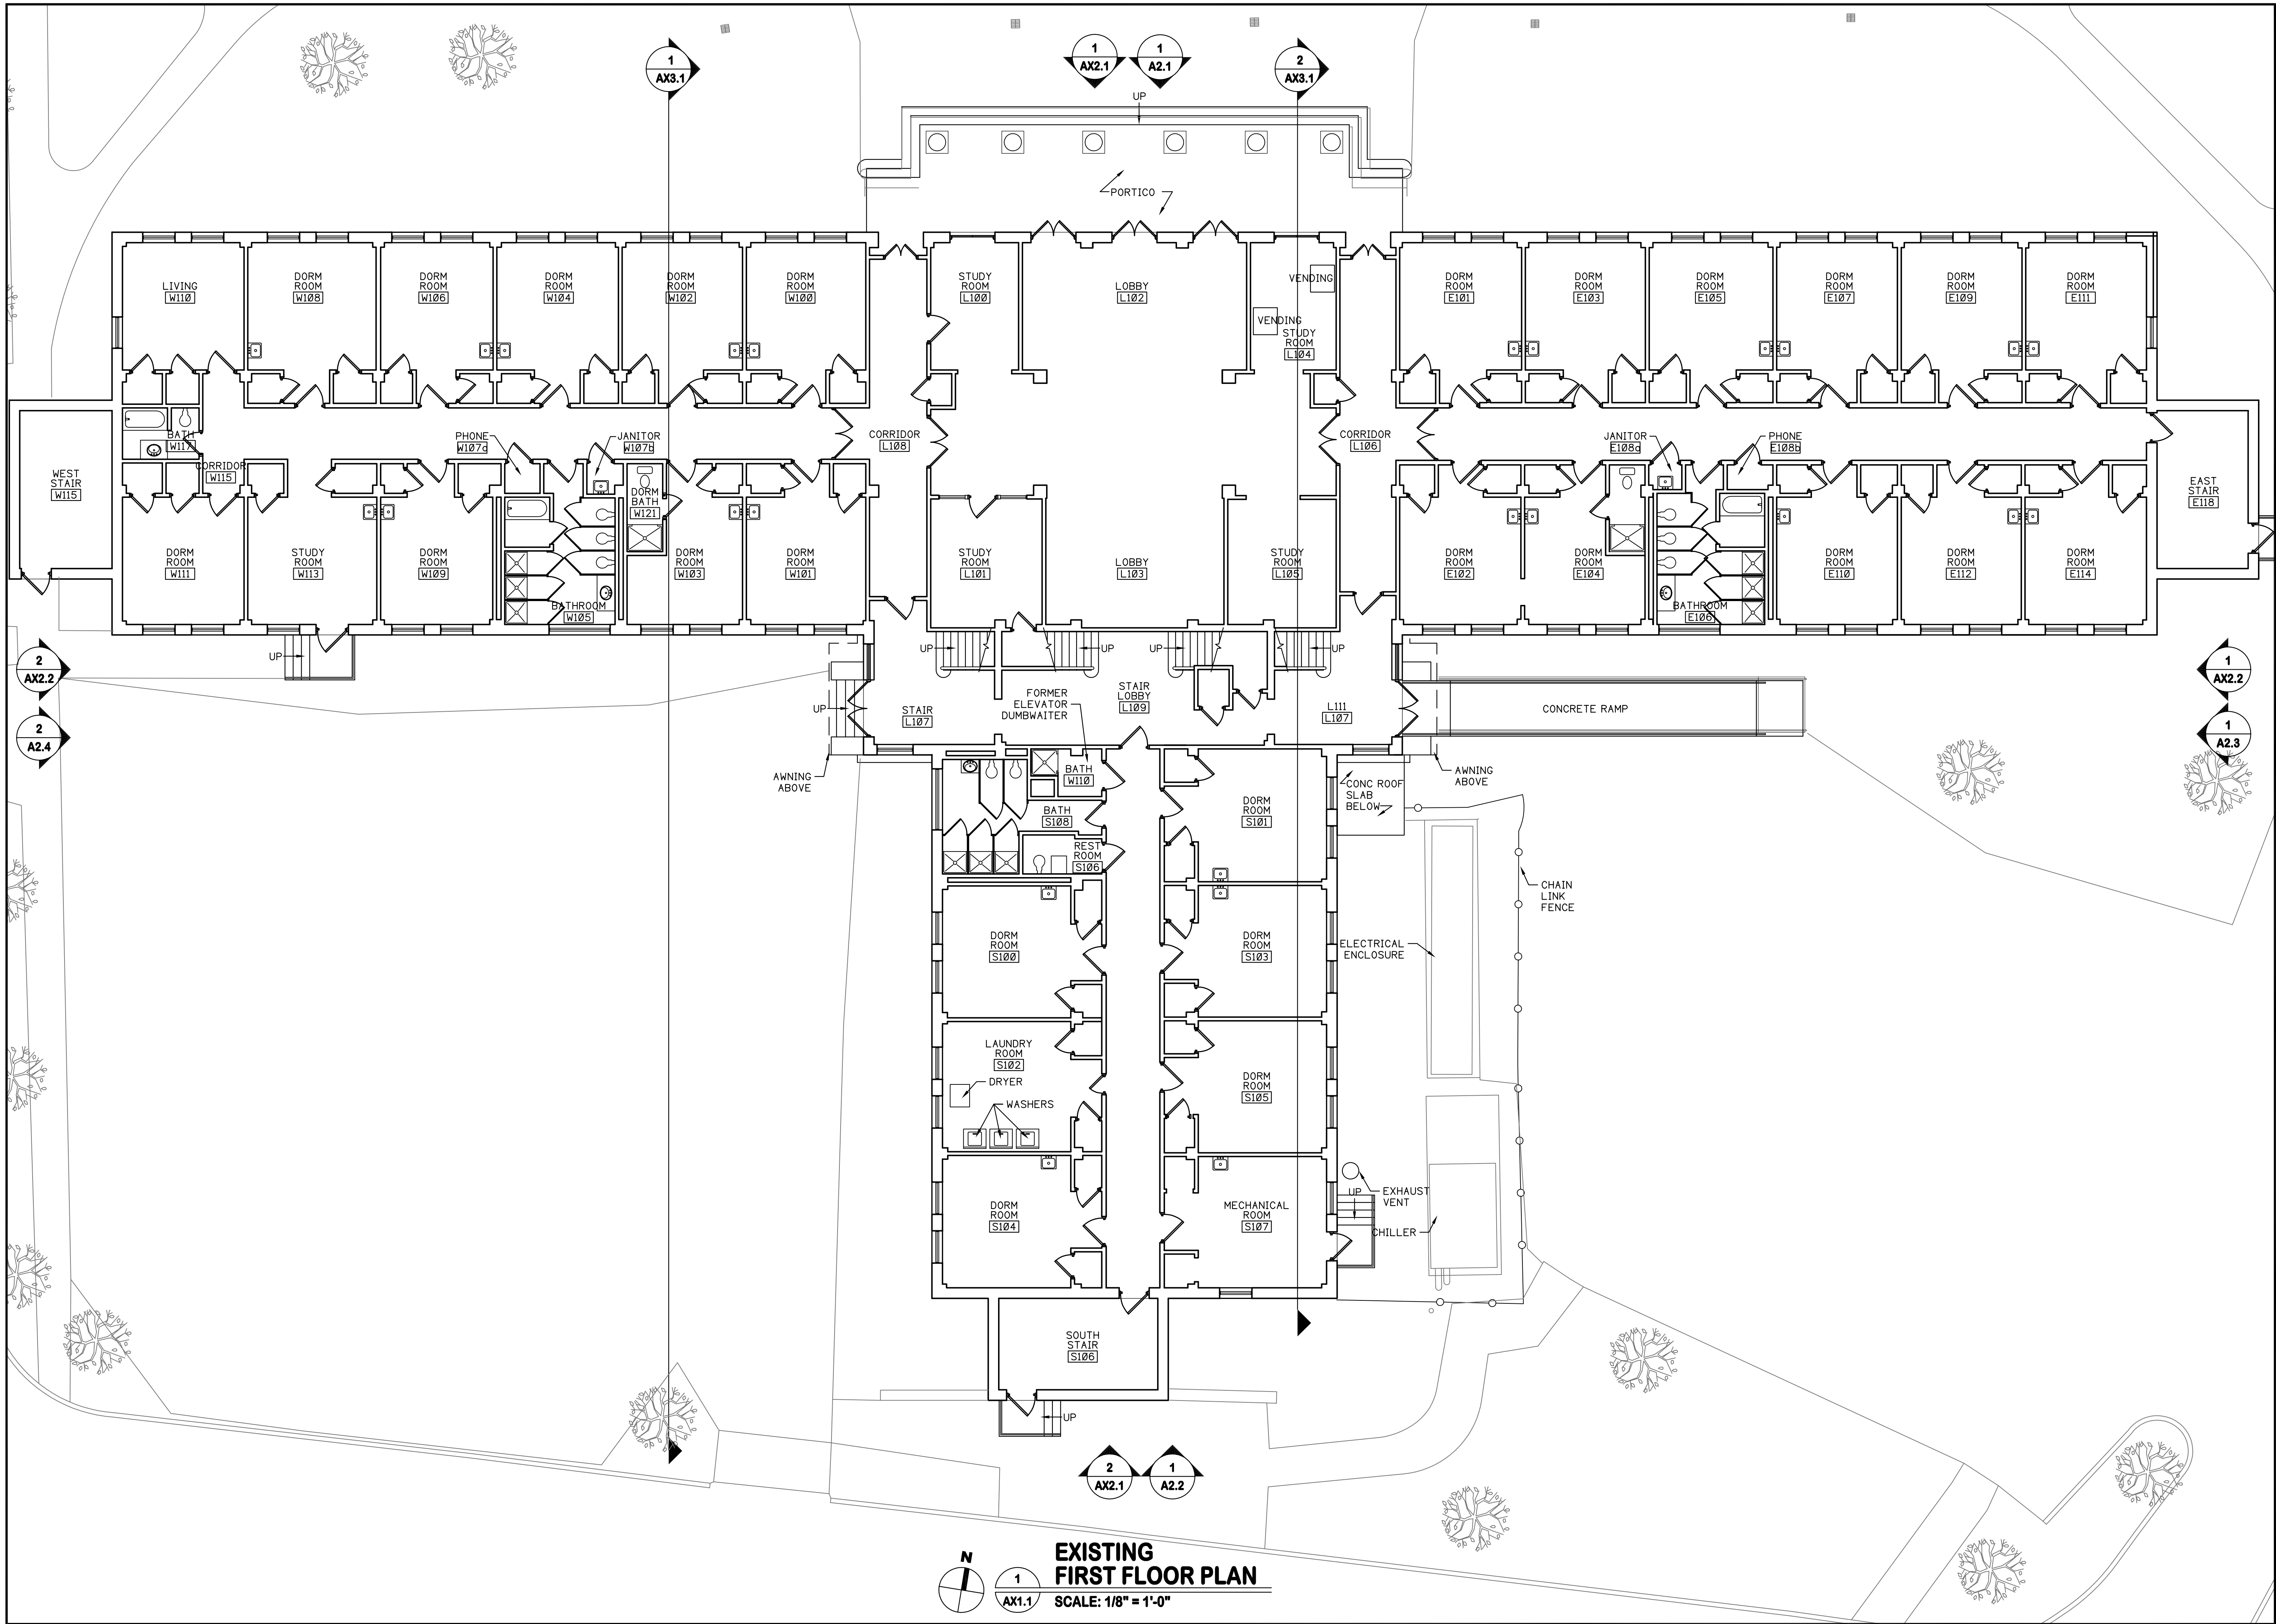 1
AX3.1
1
AX2.1
1
A2.1
2
AX3.1
UP
PORTICO
LIVING
W110
DORM
ROOM
W108
DORM
ROOM
W106
DORM
ROOM
W104
DORM
ROOM
W102
DORM
ROOM
W100
STUDY
ROOM
L100
LOBBY
L102
VENDING
VENDING
STUDY
ROOM
L104
DORM
ROOM
E101
DORM
ROOM
E103
DORM
ROOM
E105
DORM
ROOM
E107
DORM
ROOM
E109
DORM
ROOM
E111
BATH
W117
CORRIDOR
W115
WEST
STAIR
W115
PHONE
W107a
JANITOR
W107b
DORM
BATH
W121
CORRIDOR
L108
CORRIDOR
L106
JANITOR
E108a
PHONE
E108b
EAST
STAIR
E118
DORM
ROOM
W111
STUDY
ROOM
W113
DORM
ROOM
W109
BATHROOM
W105
DORM
ROOM
W103
DORM
ROOM
W101
STUDY
ROOM
L101
LOBBY
L103
STUDY
ROOM
L105
DORM
ROOM
E102
DORM
ROOM
E104
BATHROOM
E106
DORM
ROOM
E110
DORM
ROOM
E112
DORM
ROOM
E114
UP
UP
UP
UP
UP
2
AX2.2
1
AX2.2
2
A2.4
1
A2.3
UP
STAIR
L107
FORMER
ELEVATOR
DUMBWAITER
STAIR
LOBBY
L109
L111
L107
CONCRETE RAMP
AWNING
ABOVE
BATH
W110
BATH
S108
REST
ROOM
S106
DORM
ROOM
S101
CONC ROOF
SLAB
BELOW
AWNING
ABOVE
CHAIN
LINK
FENCE
DORM
ROOM
S100
DORM
ROOM
S103
ELECTRICAL
ENCLOSURE
LAUNDRY
ROOM
S102
DRYER
WASHERS
DORM
ROOM
S105
DORM
ROOM
S104
MECHANICAL
ROOM
S107
UP
EXHAUST
VENT
CHILLER
SOUTH
STAIR
S106
UP
2
AX2.1
1
A2.2
N
1
AX1.1
EXISTING
FIRST FLOOR PLAN
SCALE: 1/8" = 1'-0"